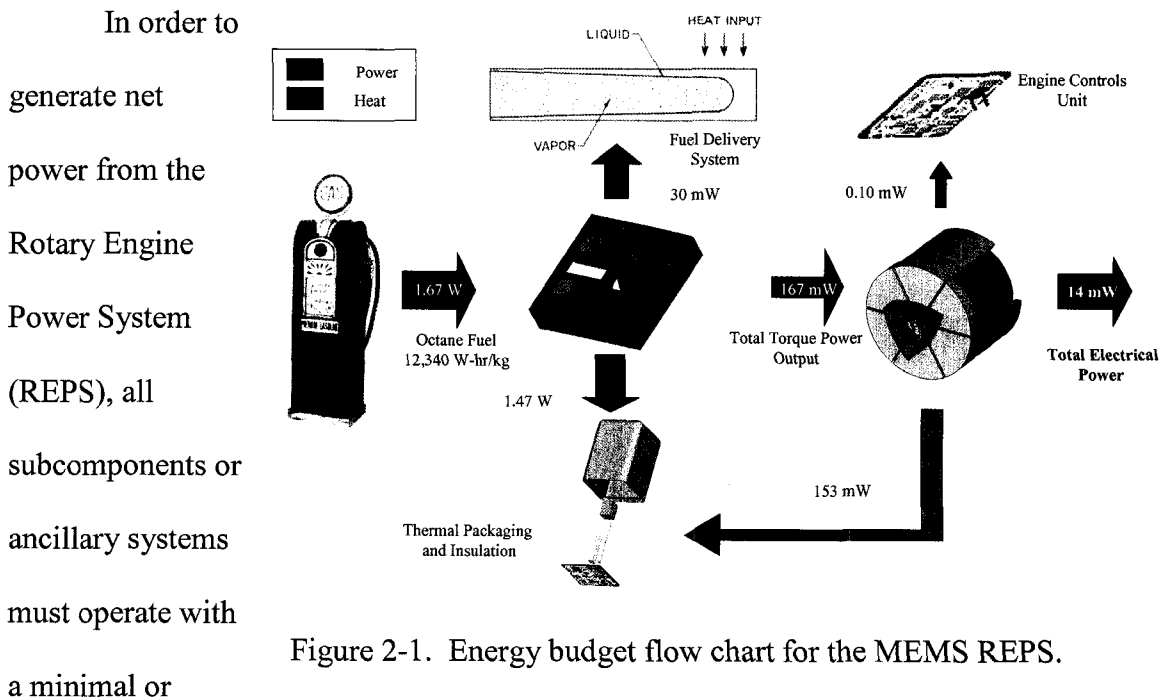 In order to
generate net
power from the
Rotary Engine
Power System
(REPS), all
subcomponents or
ancillary systems
must operate with
a minimal or
Power
Heat
LIQUID
HEAT INPUT
VAPOR
Fuel Delivery
System
Engine Controls
Unit
30 mW
0.10 mW
GAS
1.67 W
Octane Fuel
12,340 W-hr/kg
167 mW
Total Torque Power
Output
14 mW
Total Electrical
Power
1.47 W
153 mW
Thermal Packaging
and Insulation
Figure 2-1. Energy budget flow chart for the MEMS REPS.